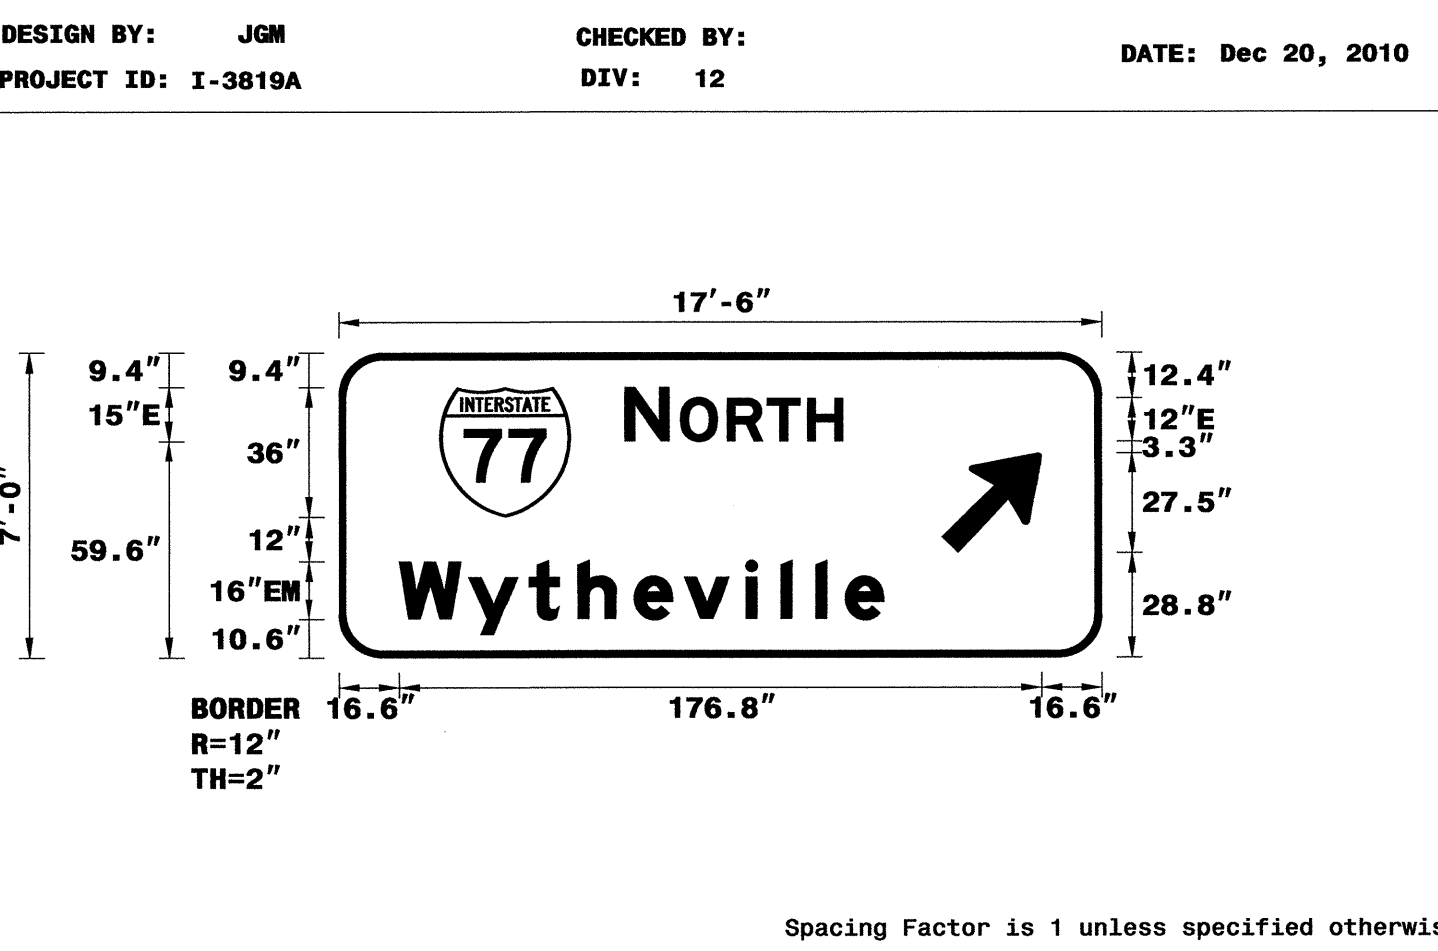 DESIGN BY: JGM
CHECKED BY:
DATE: Dec 20, 2010
PROJECT ID: I-3819A
DIV: 12
17'-6"
7'-0"
9.4"
15"E
59.6"
9.4"
36"
12"
16"EM
10.6"
INTERSTATE
77
NORTH
Wytheville
12.4"
12"E
3.3"
27.5"
28.8"
16.6"
176.8"
16.6"
BORDER
R=12"
TH=2"
Spacing Factor is 1 unless specified otherwis